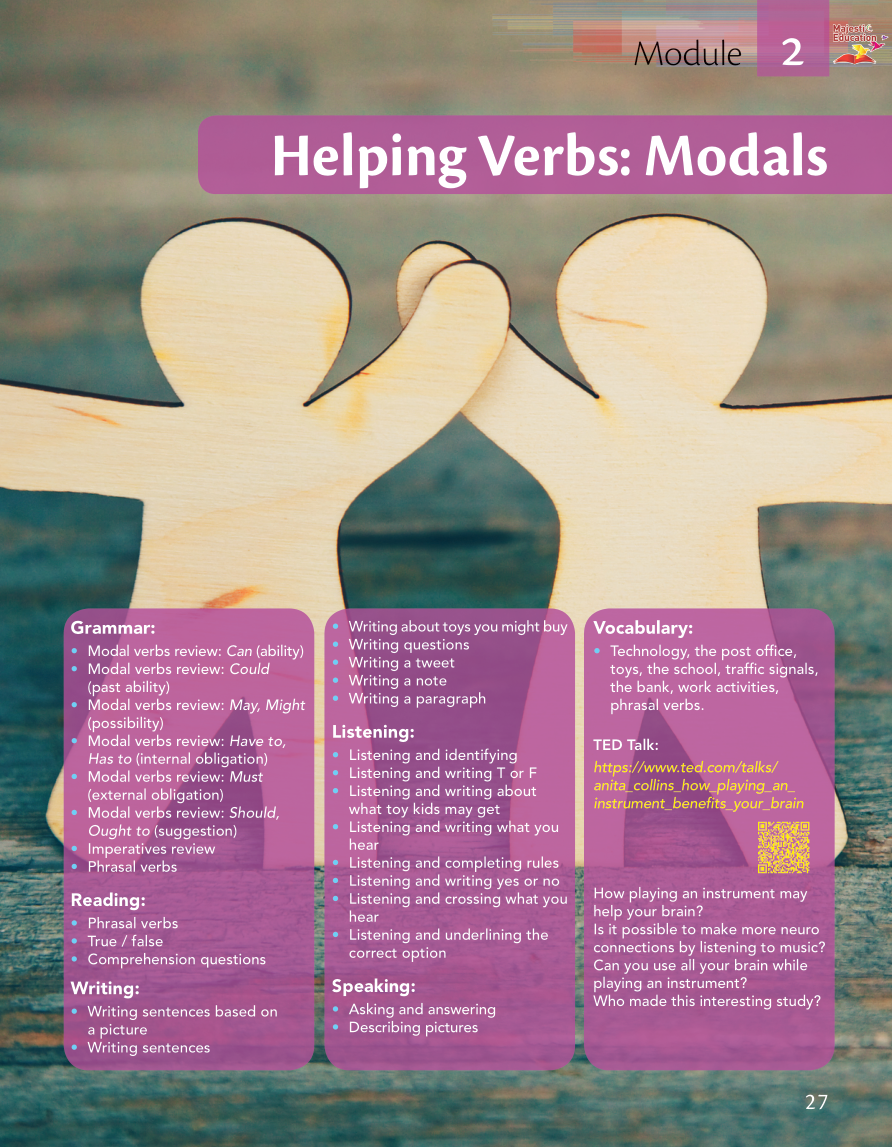 Module 2
Majestic
Education
Helping Verbs: Modals
Grammar:
• Modal verbs review: Can (ability)
• Modal verbs review: Could
(past ability)
• Modal verbs review: May, Might
(possibility)
• Modal verbs review: Have to,
Has to (internal obligation)
• Modal verbs review: Must
(external obligation)
• Modal verbs review: Should,
Ought to (suggestion)
• Imperatives review
• Phrasal verbs
Reading:
• Phrasal verbs
• True / false
• Comprehension questions
Writing:
• Writing sentences based on
a picture
• Writing sentences
• Writing about toys you might buy
• Writing questions
• Writing a tweet
• Writing a note
• Writing a paragraph
Listening:
• Listening and identifying
• Listening and writing T or F
• Listening and writing about
what toy kids may get
• Listening and writing what you
hear
• Listening and completing rules
• Listening and writing yes or no
• Listening and crossing what you
hear
• Listening and underlining the
correct option
Speaking:
• Asking and answering
• Describing pictures
Vocabulary:
• Technology, the post office,
toys, the school, traffic signals,
the bank, work activities,
phrasal verbs.
TED Talk:
https://www.ted.com/talks/
anita_collins_how_playing_an_
instrument_benefits_your_brain
How playing an instrument may
help your brain?
Is it possible to make more neuro
connections by listening to music?
Can you use all your brain while
playing an instrument?
Who made this interesting study?
27